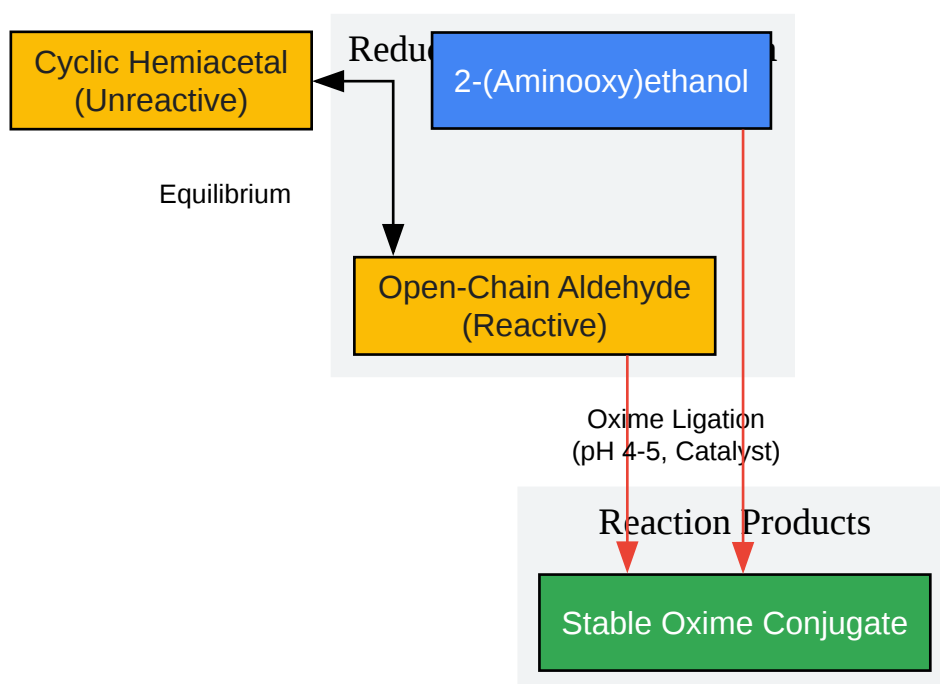 Cyclic Hemiacetal
(Unreactive)
2-(Aminooxy)ethanol
Equilibrium
Open-Chain Aldehyde
(Reactive)
Oxime Ligation
(pH 4-5, Catalyst)
Reaction Products
Stable Oxime Conjugate